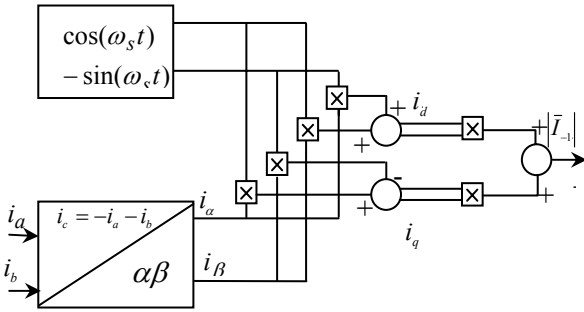 cos(ω_s t)
− sin(ω_s t)
i_d
|Ī_{-1}|
+
+
+
-
+
+
i_q
i_a
i_b
i_c = −i_a − i_b
αβ
i_α
i_β